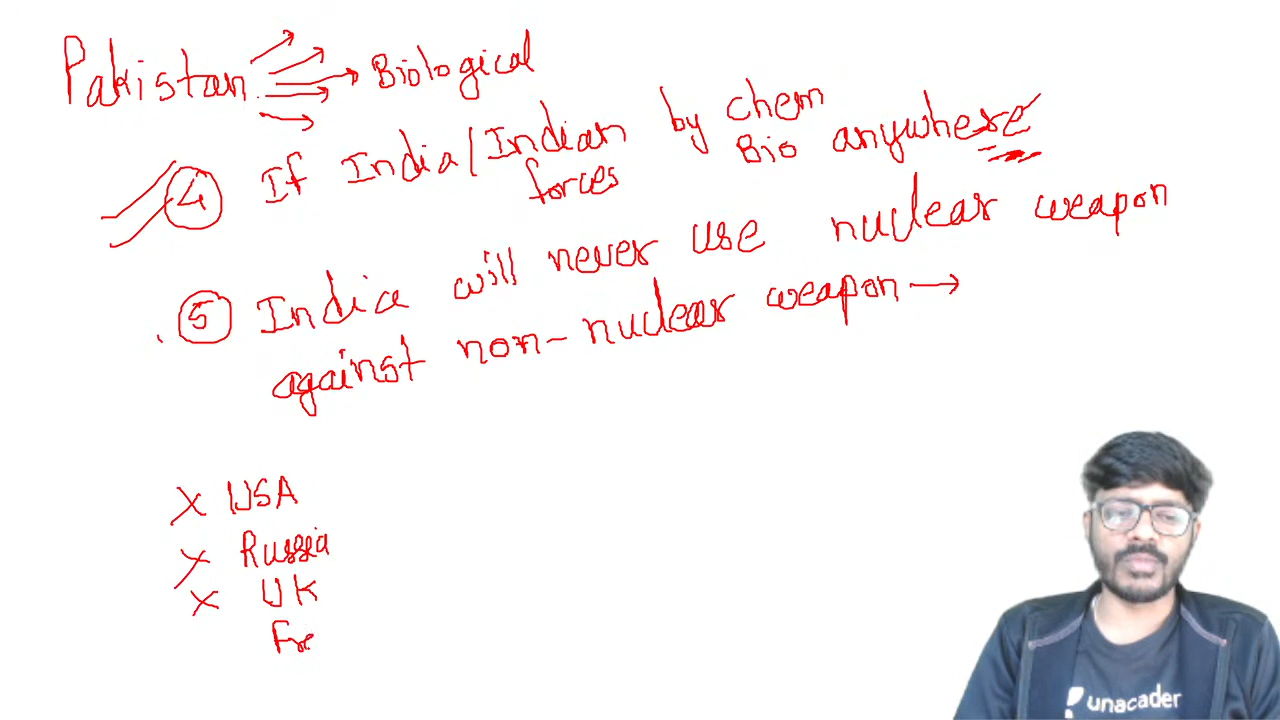 Pakistan → Biological
④ If India/Indian forces by chem Bio anywhere
⑤ India will never use nuclear weapon
against non-nuclear weapon →
X USA
X Russia
X UK
Fre
unacader